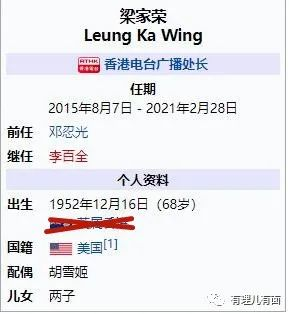 梁家荣
Leung Ka Wing
RTHK
香港電台
香港电台广播处长
任期
2015年8月7日 - 2021年2月28日
前任 邓忍光
继任 李百全
个人资料
出生 1952年12月16日（68岁）
国籍 美国[1]
配偶 胡雪姬
儿女 两子
有理儿有面